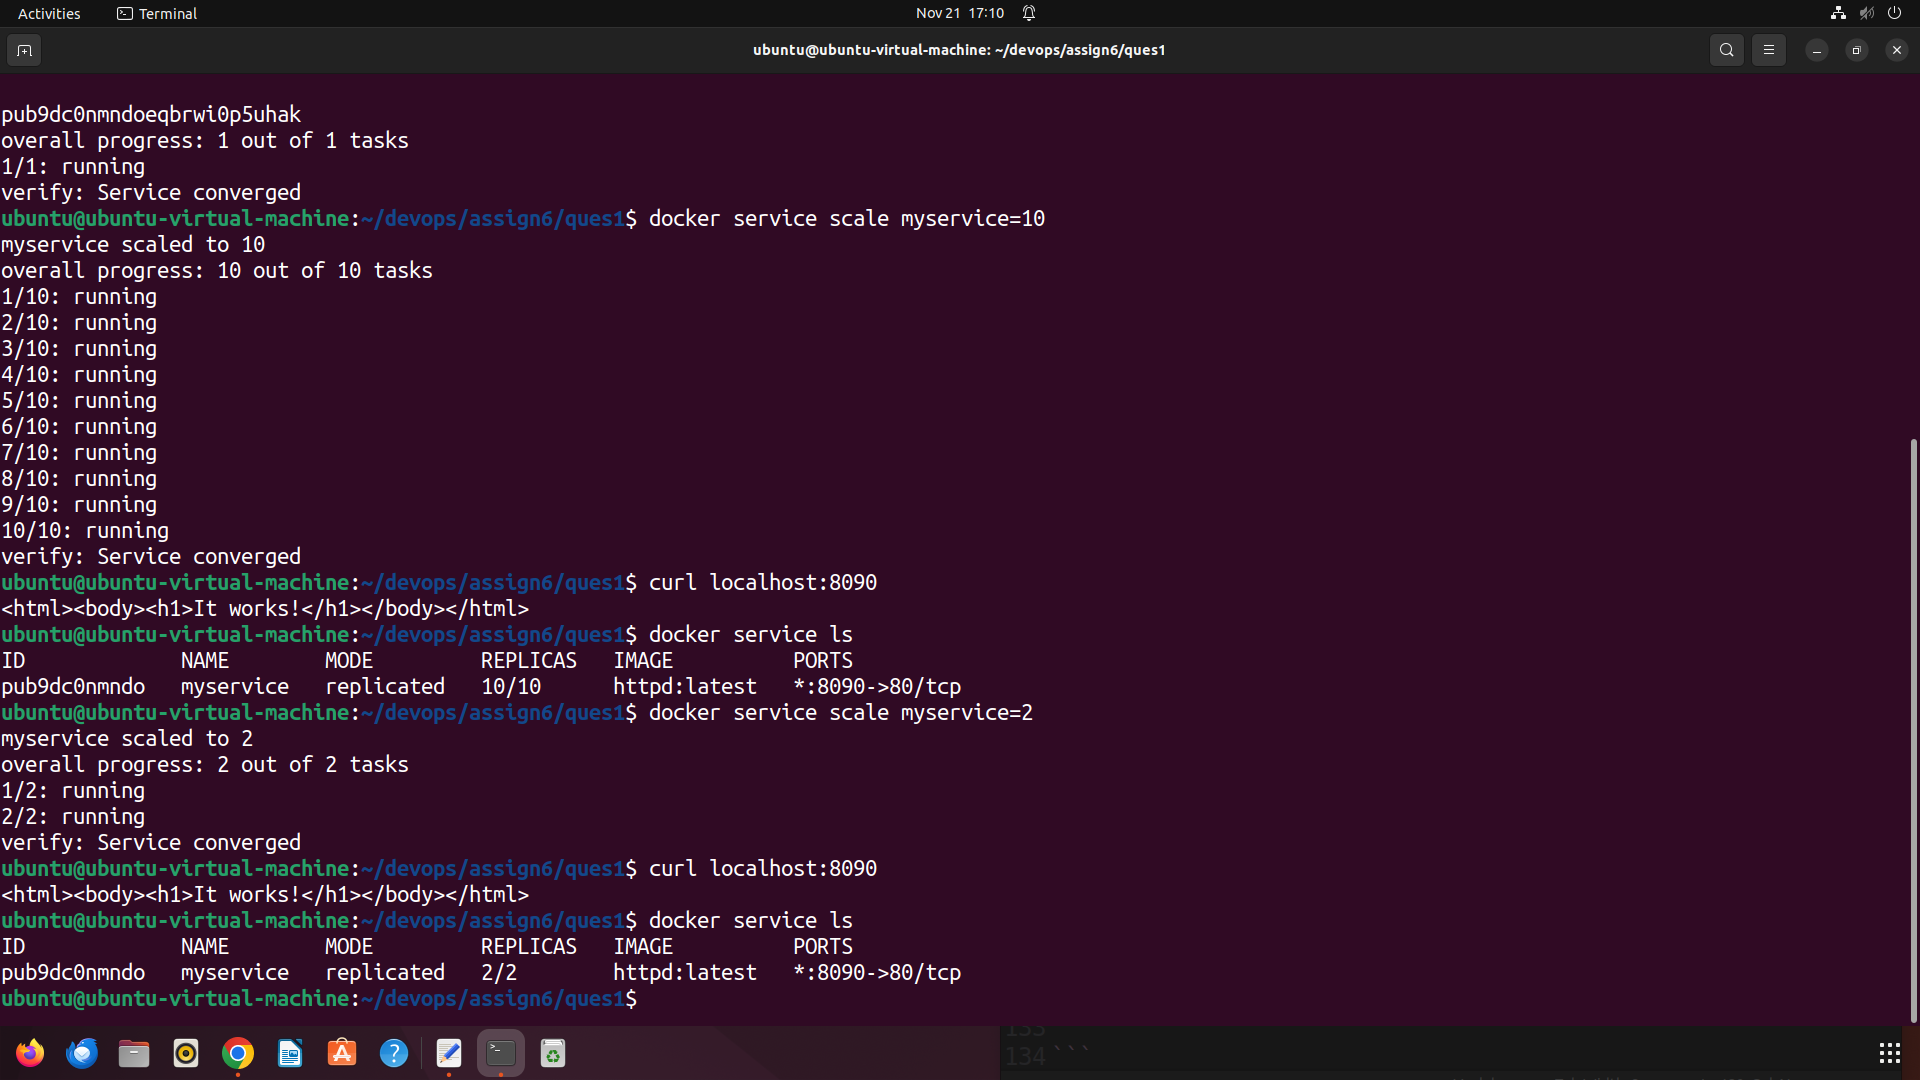 Activities
Terminal
Nov 21 17:10
ubuntu@ubuntu-virtual-machine: ~/devops/assign6/ques1
pub9dc0nmndoeqbrwi0p5uhak
overall progress: 1 out of 1 tasks
1/1: running
verify: Service converged
ubuntu@ubuntu-virtual-machine:~/devops/assign6/ques1$ docker service scale myservice=10
myservice scaled to 10
overall progress: 10 out of 10 tasks
1/10: running
2/10: running
3/10: running
4/10: running
5/10: running
6/10: running
7/10: running
8/10: running
9/10: running
10/10: running
verify: Service converged
ubuntu@ubuntu-virtual-machine:~/devops/assign6/ques1$ curl localhost:8090
<html><body><h1>It works!</h1></body></html>
ubuntu@ubuntu-virtual-machine:~/devops/assign6/ques1$ docker service ls
ID             NAME        MODE         REPLICAS   IMAGE          PORTS
pub9dc0nmndo   myservice   replicated   10/10      httpd:latest   *:8090->80/tcp
ubuntu@ubuntu-virtual-machine:~/devops/assign6/ques1$ docker service scale myservice=2
myservice scaled to 2
overall progress: 2 out of 2 tasks
1/2: running
2/2: running
verify: Service converged
ubuntu@ubuntu-virtual-machine:~/devops/assign6/ques1$ curl localhost:8090
<html><body><h1>It works!</h1></body></html>
ubuntu@ubuntu-virtual-machine:~/devops/assign6/ques1$ docker service ls
ID             NAME        MODE         REPLICAS   IMAGE          PORTS
pub9dc0nmndo   myservice   replicated   2/2        httpd:latest   *:8090->80/tcp
ubuntu@ubuntu-virtual-machine:~/devops/assign6/ques1$
133
134 ```